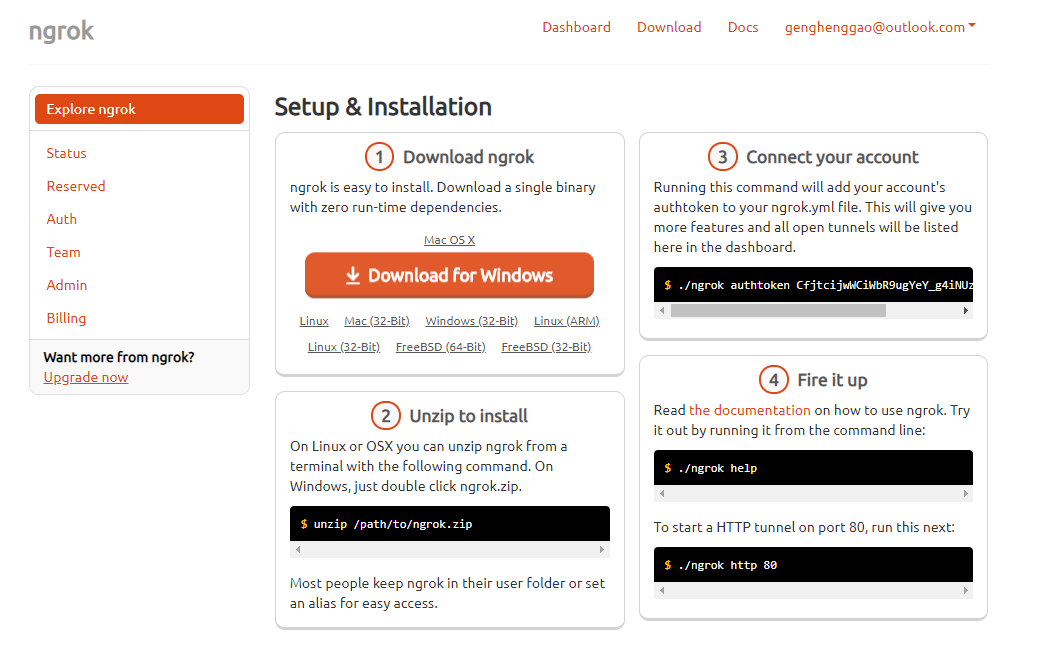 ngrok
Dashboard Download Docs genghenggao@outlook.com
Explore ngrok
Status
Reserved
Auth
Team
Admin
Billing
Want more from ngrok?
Upgrade now
Setup & Installation
1 Download ngrok
ngrok is easy to install. Download a single binary
with zero run-time dependencies.
Mac OS X
Download for Windows
Linux Mac (32-Bit) Windows (32-Bit) Linux (ARM)
Linux (32-Bit) FreeBSD (64-Bit) FreeBSD (32-Bit)
2 Unzip to install
On Linux or OSX you can unzip ngrok from a
terminal with the following command. On
Windows, just double click ngrok.zip.
$ unzip /path/to/ngrok.zip
Most people keep ngrok in their user folder or set
an alias for easy access.
3 Connect your account
Running this command will add your account's
authtoken to your ngrok.yml file. This will give you
more features and all open tunnels will be listed
here in the dashboard.
$ ./ngrok authtoken CfjtcijwWCiWbR9ugYeY_g4iNUz
4 Fire it up
Read the documentation on how to use ngrok. Try
it out by running it from the command line:
$ ./ngrok help
To start a HTTP tunnel on port 80, run this next:
$ ./ngrok http 80